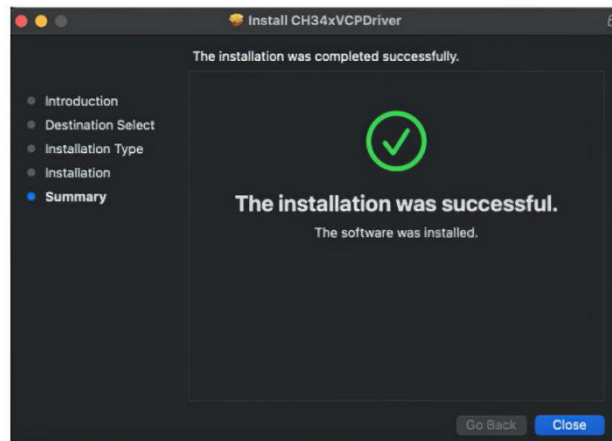 Install CH34xVCPDriver
The installation was completed successfully.
Introduction
Destination Select
Installation Type
Installation
Summary
The installation was successful.
The software was installed.
Go Back
Close